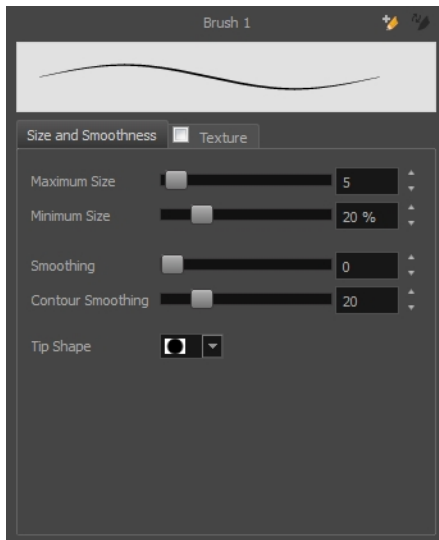 Brush 1
Size and Smoothness Texture
Maximum Size 5
Minimum Size 20 %
Smoothing 0
Contour Smoothing 20
Tip Shape